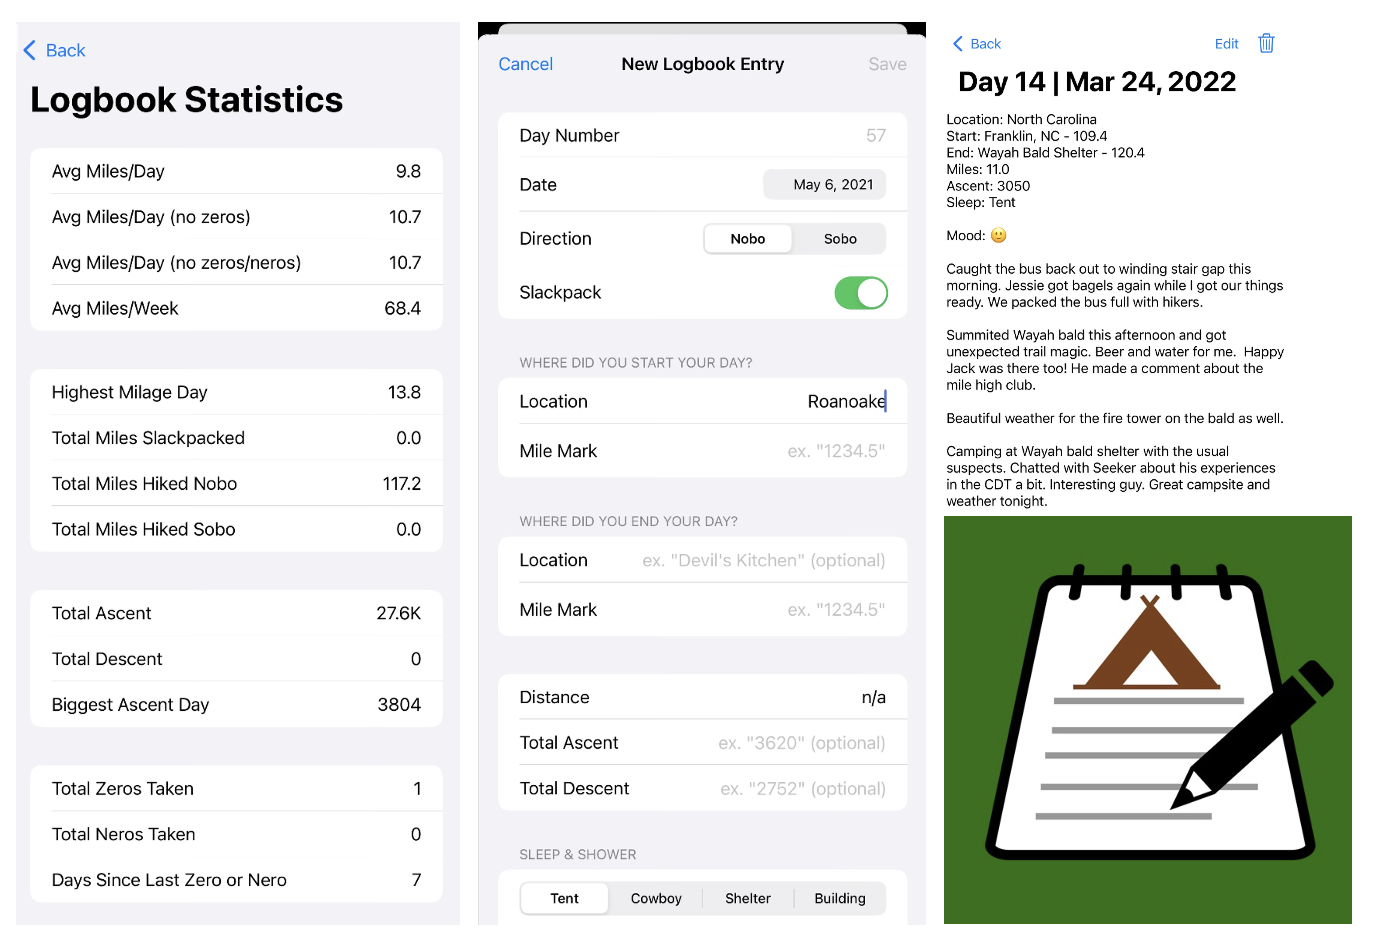 Back
Logbook Statistics
Avg Miles/Day 9.8
Avg Miles/Day (no zeros) 10.7
Avg Miles/Day (no zeros/neros) 10.7
Avg Miles/Week 68.4
Highest Milage Day 13.8
Total Miles Slackpacked 0.0
Total Miles Hiked Nobo 117.2
Total Miles Hiked Sobo 0.0
Total Ascent 27.6K
Total Descent 0
Biggest Ascent Day 3804
Total Zeros Taken 1
Total Neros Taken 0
Days Since Last Zero or Nero 7
Cancel New Logbook Entry Save
Day Number 57
Date May 6, 2021
Direction Nobo Sobo
Slackpack
WHERE DID YOU START YOUR DAY?
Location Roanoake
Mile Mark ex. "1234.5"
WHERE DID YOU END YOUR DAY?
Location ex. "Devil's Kitchen" (optional)
Mile Mark ex. "1234.5"
Distance n/a
Total Ascent ex. "3620" (optional)
Total Descent ex. "2752" (optional)
SLEEP & SHOWER
Tent Cowboy Shelter Building
Back Edit
Day 14 | Mar 24, 2022
Location: North Carolina
Start: Franklin, NC - 109.4
End: Wayah Bald Shelter - 120.4
Miles: 11.0
Ascent: 3050
Sleep: Tent
Mood: 🙂
Caught the bus back out to winding stair gap this
morning. Jessie got bagels again while I got our things
ready. We packed the bus full with hikers.
Summited Wayah bald this afternoon and got
unexpected trail magic. Beer and water for me.  Happy
Jack was there too! He made a comment about the
mile high club.
Beautiful weather for the fire tower on the bald as well.
Camping at Wayah bald shelter with the usual
suspects. Chatted with Seeker about his experiences
in the CDT a bit. Interesting guy. Great campsite and
weather tonight.